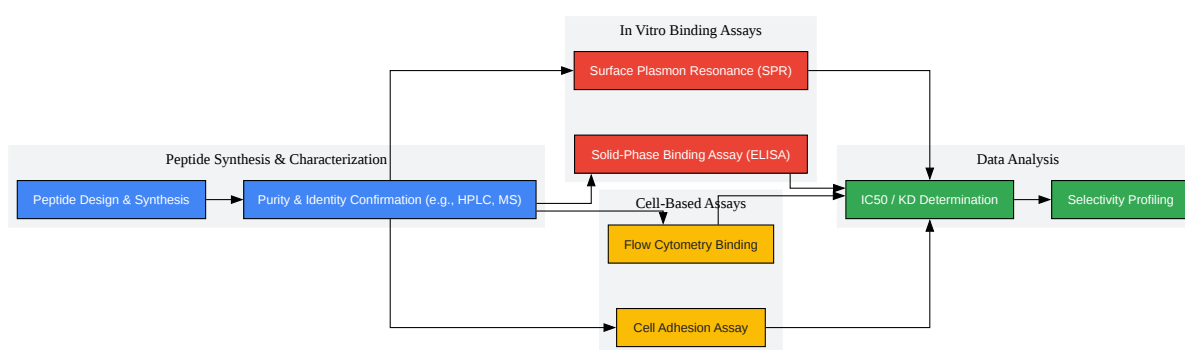 In Vitro Binding Assays
Surface Plasmon Resonance (SPR)
Solid-Phase Binding Assay (ELISA)
Peptide Synthesis & Characterization
Peptide Design & Synthesis
Purity & Identity Confirmation (e.g., HPLC, MS)
Cell-Based Assays
Flow Cytometry Binding
Cell Adhesion Assay
Data Analysis
IC50 / KD Determination
Selectivity Profiling